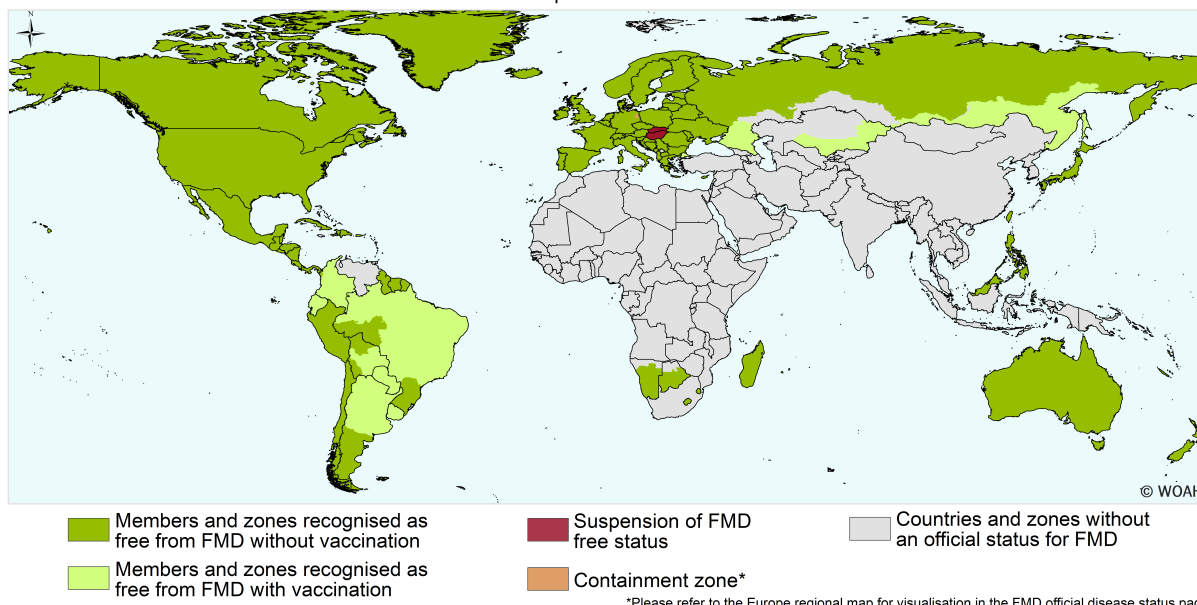 N
© WOAH
Members and zones recognised as
free from FMD without vaccination
Members and zones recognised as
free from FMD with vaccination
Suspension of FMD
free status
Containment zone*
Countries and zones without
an official status for FMD
*Please refer to the Europe regional map for visualisation in the FMD official disease status